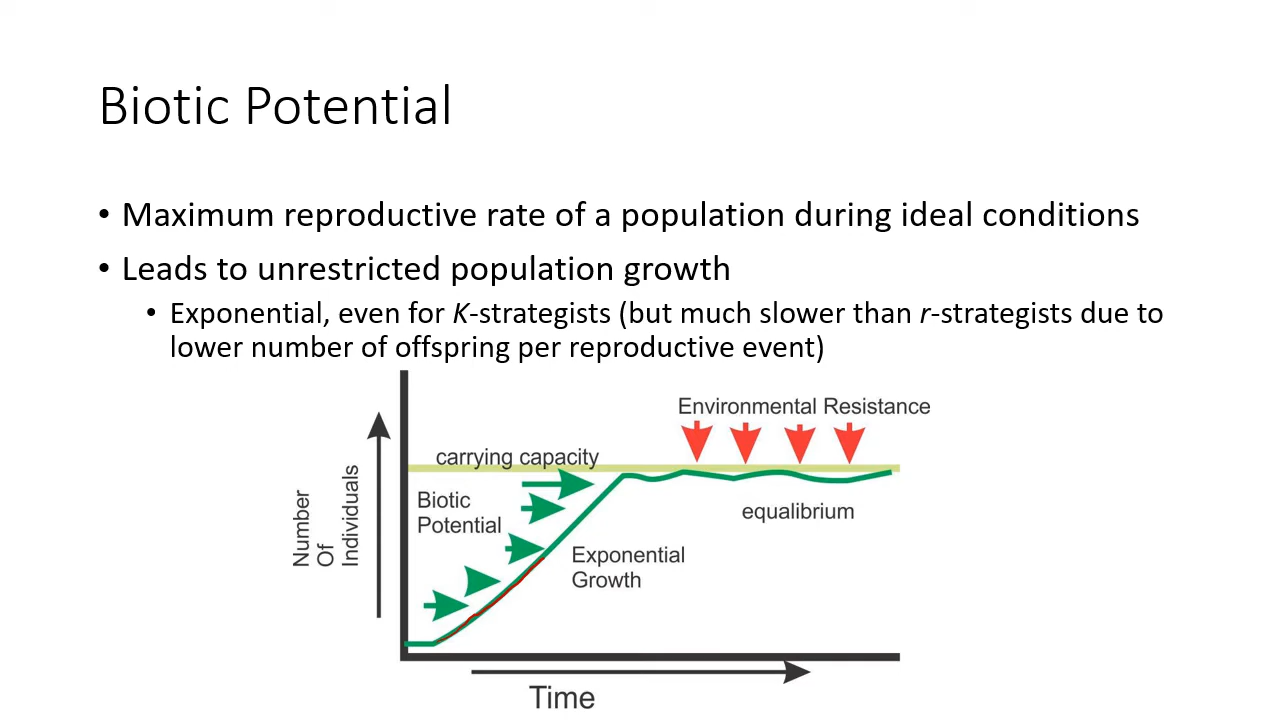 Biotic Potential
• Maximum reproductive rate of a population during ideal conditions
• Leads to unrestricted population growth
• Exponential, even for K-strategists (but much slower than r-strategists due to
lower number of offspring per reproductive event)
Environmental Resistance
carrying capacity
Biotic
Potential
equalibrium
Exponential
Growth
Number
Of
Individuals
Time